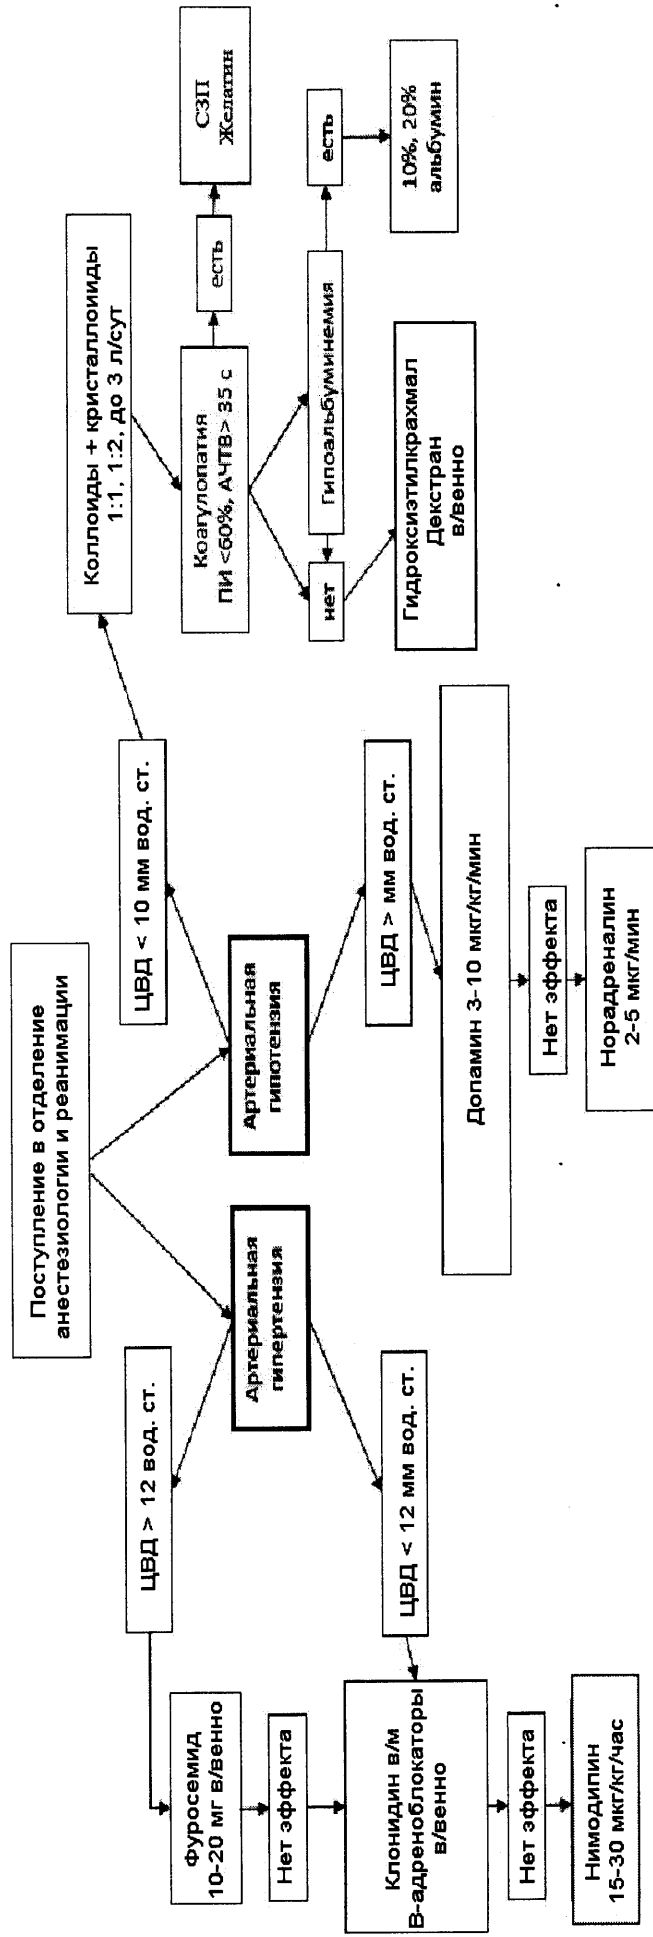 Поступление в отделение
анестезиологии и реанимации
Артериальная
гипертензия
Артериальная
гипотензия
ЦВД > 12 вод. ст.
ЦВД < 12 мм вод. ст.
ЦВД < 10 мм вод. ст.
ЦВД > мм вод. ст.
Фуросемид
10-20 мг в/венно
Нет эффекта
Клонидин в/м
В-адреноблокаторы
в/венно
Нет эффекта
Нимодипин
15-30 мкг/кг/час
Допамин 3-10 мкг/кг/мин
Нет эффекта
Норадреналин
2-5 мкг/мин
Коллоиды + кристаллоииды
1:1, 1:2, до 3 л/сут
Коагулопатия
ПИ <60%, АЧТВ> 35 с
есть
СЗП
Желатин
Гипоальбуминемия
нет
есть
Гидроксиэтилкрахмал
Декстран
в/венно
10%, 20%
альбумин